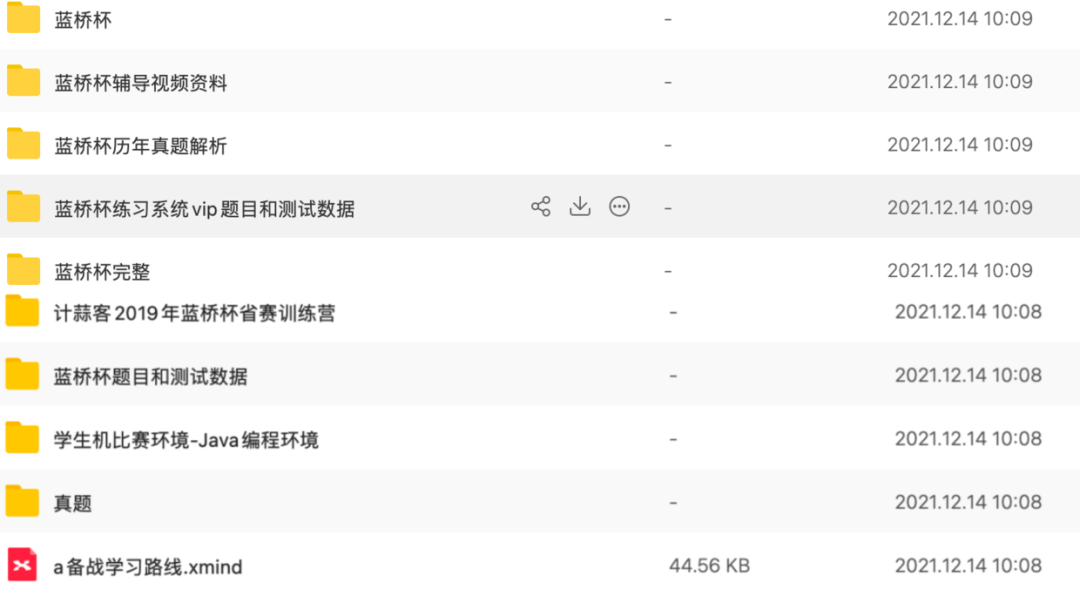 蓝桥杯 - 2021.12.14 10:09
蓝桥杯辅导视频资料 - 2021.12.14 10:09
蓝桥杯历年真题解析 - 2021.12.14 10:09
蓝桥杯练习系统vip题目和测试数据 - 2021.12.14 10:09
蓝桥杯完整 - 2021.12.14 10:09
计蒜客2019年蓝桥杯省赛训练营 - 2021.12.14 10:08
蓝桥杯题目和测试数据 - 2021.12.14 10:08
学生机比赛环境-Java编程环境 - 2021.12.14 10:08
真题 - 2021.12.14 10:08
a备战学习路线.xmind 44.56 KB 2021.12.14 10:08